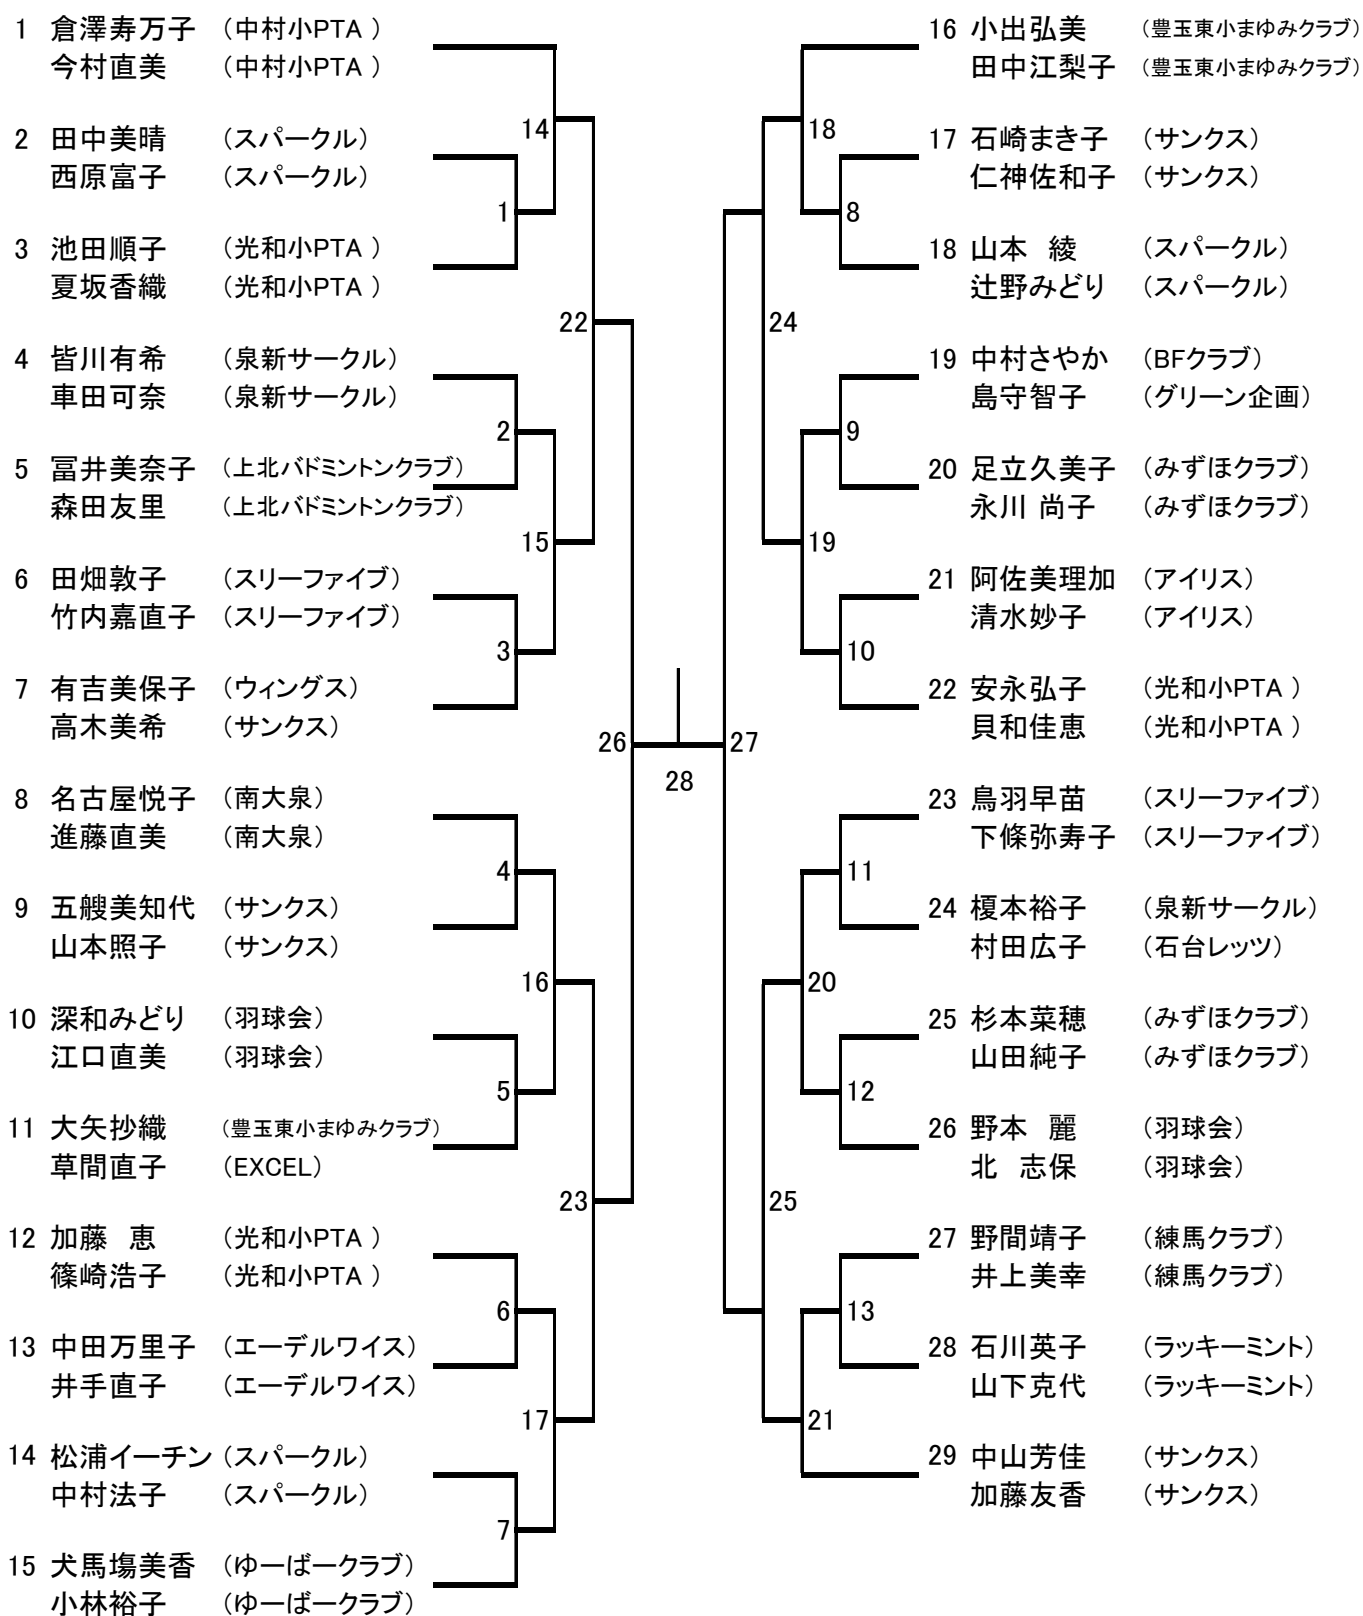 1 倉澤寿万子 （中村小PTA ）
今村直美 （中村小PTA ）
2 田中美晴 （スパークル）
西原富子 （スパークル）
3 池田順子 （光和小PTA ）
夏坂香織 （光和小PTA ）
4 皆川有希 （泉新サークル）
車田可奈 （泉新サークル）
5 冨井美奈子 （上北バドミントンクラブ）
森田友里 （上北バドミントンクラブ）
6 田畑敦子 （スリーファイブ）
竹内嘉直子 （スリーファイブ）
7 有吉美保子 （ウィングス）
高木美希 （サンクス）
8 名古屋悦子 （南大泉）
進藤直美 （南大泉）
9 五艘美知代 （サンクス）
山本照子 （サンクス）
10 深和みどり （羽球会）
江口直美 （羽球会）
11 大矢抄織 （豊玉東小まゆみクラブ）
草間直子 （EXCEL）
12 加藤　恵 （光和小PTA ）
篠崎浩子 （光和小PTA ）
13 中田万里子 （エーデルワイス）
井手直子 （エーデルワイス）
14 松浦イーチン （スパークル）
中村法子 （スパークル）
15 犬馬塲美香 （ゆーばークラブ）
小林裕子 （ゆーばークラブ）
1
2
3
4
5
6
7
14
15
16
17
22
23
26
28
27
24
25
18
19
20
21
8
9
10
11
12
13
16 小出弘美 （豊玉東小まゆみクラブ）
田中江梨子 （豊玉東小まゆみクラブ）
17 石崎まき子 （サンクス）
仁神佐和子 （サンクス）
18 山本　綾 （スパークル）
辻野みどり （スパークル）
19 中村さやか （BFクラブ）
島守智子 （グリーン企画）
20 足立久美子 （みずほクラブ）
永川 尚子 （みずほクラブ）
21 阿佐美理加 （アイリス）
清水妙子 （アイリス）
22 安永弘子 （光和小PTA ）
貝和佳恵 （光和小PTA ）
23 鳥羽早苗 （スリーファイブ）
下條弥寿子 （スリーファイブ）
24 榎本裕子 （泉新サークル）
村田広子 （石台レッツ）
25 杉本菜穂 （みずほクラブ）
山田純子 （みずほクラブ）
26 野本　麗 （羽球会）
北　志保 （羽球会）
27 野間靖子 （練馬クラブ）
井上美幸 （練馬クラブ）
28 石川英子 （ラッキーミント）
山下克代 （ラッキーミント）
29 中山芳佳 （サンクス）
加藤友香 （サンクス）